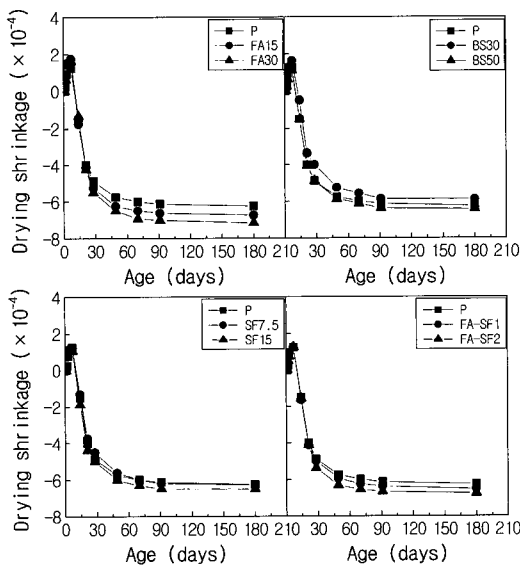 Drying shrinkage (×10⁻⁴)
8
6
4
2
0
-2
-4
-6
-8
P
FA15
FA30
P
BS30
BS50
0 30 60 90 120 150 180 210 30 60 90 120 150 180 210
Age (days) Age (days)
Drying shrinkage (×10⁻⁴)
4
2
0
-2
-4
-6
-8
P
SF7.5
SF15
P
FA-SF1
FA-SF2
0 30 60 90 120 150 180 210 30 60 90 120 150 180 210
Age (days) Age (days)